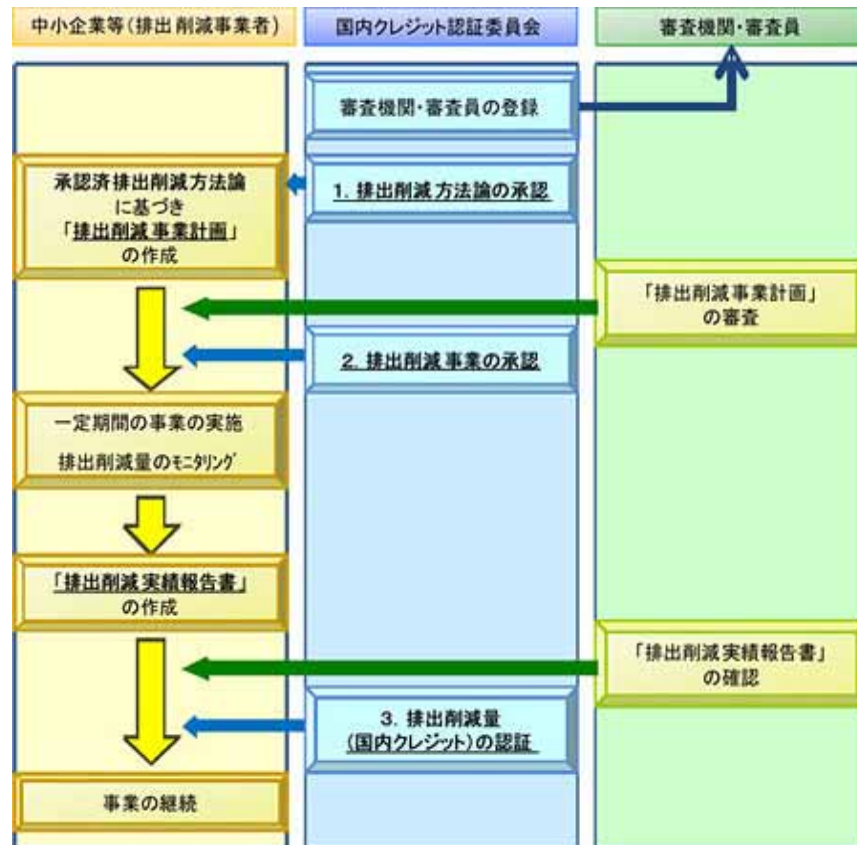 中小企業等(排出削減事業者)
国内クレジット認証委員会
審査機関・審査員
審査機関・審査員の登録
承認済排出削減方法論
に基づき
「排出削減事業計画」
の作成
1. 排出削減方法論の承認
「排出削減事業計画」
の審査
2. 排出削減事業の承認
一定期間の事業の実施
排出削減量のﾓﾆﾀﾘﾝｸﾞ
「排出削減実績報告書」
の作成
「排出削減実績報告書」
の確認
3. 排出削減量
(国内クレジット)の認証
事業の継続